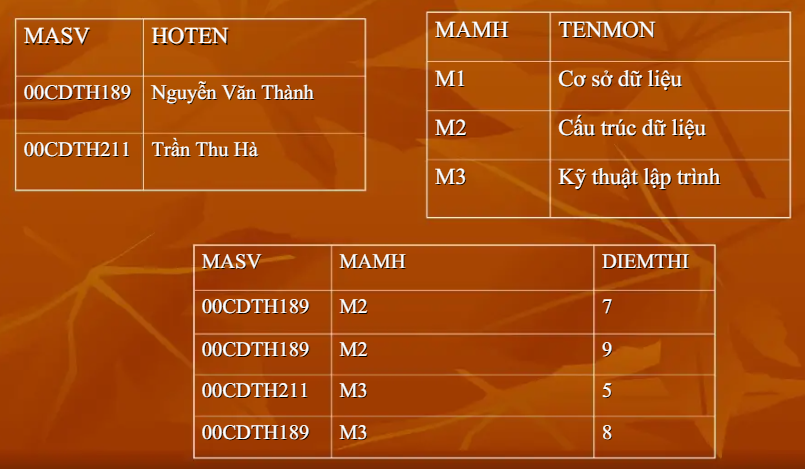 MASV HOTEN
00CDTH189 Nguyễn Văn Thành
00CDTH211 Trần Thu Hà
MAMH TENMON
M1 Cơ sở dữ liệu
M2 Cấu trúc dữ liệu
M3 Kỹ thuật lập trình
MASV MAMH DIEMTHI
00CDTH189 M2 7
00CDTH189 M2 9
00CDTH211 M3 5
00CDTH189 M3 8